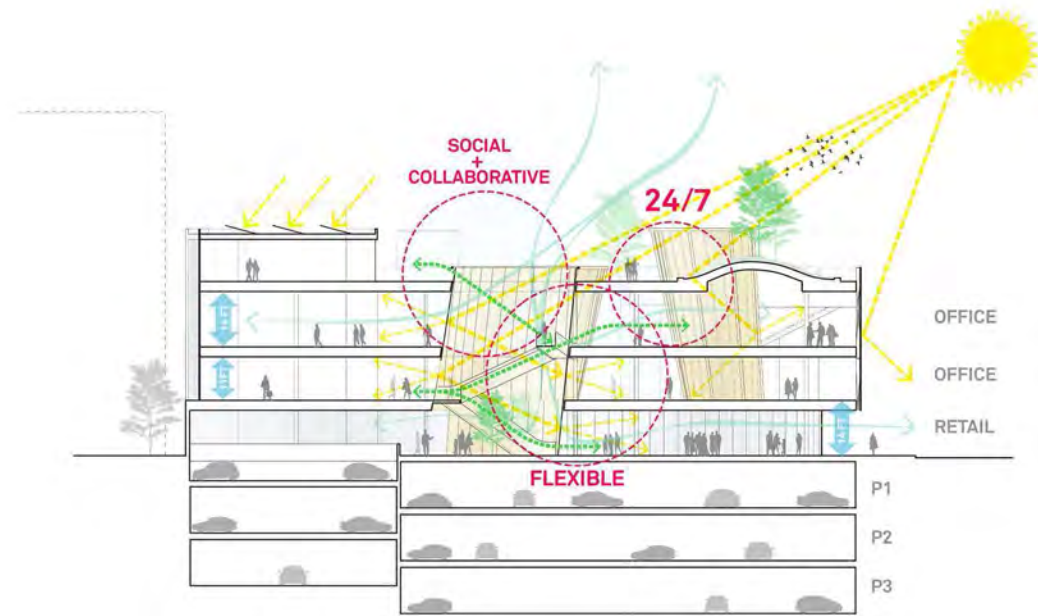 SOCIAL
+
COLLABORATIVE
24/7
OFFICE
OFFICE
RETAIL
FLEXIBLE
P1
P2
P3